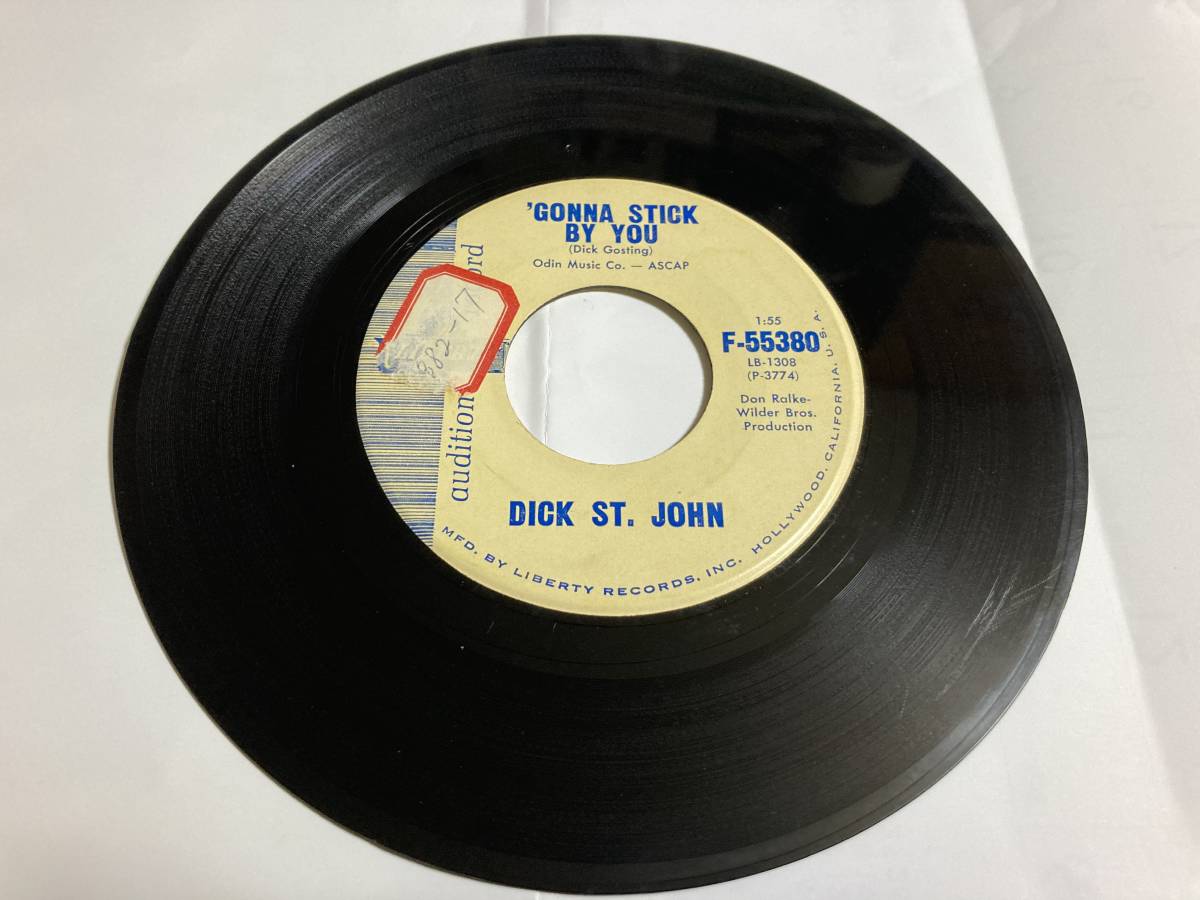 'GONNA STICK
BY YOU
(Dick Gosting)
Odin Music Co. — ASCAP
audition
1:55
F-55380
LB-1308
(P-3774)
Don Ralke-
Wilder Bros.
Production
DICK ST. JOHN
MFD. BY LIBERTY RECORDS, INC. HOLLYWOOD, CALIFORNIA, U. S. A.